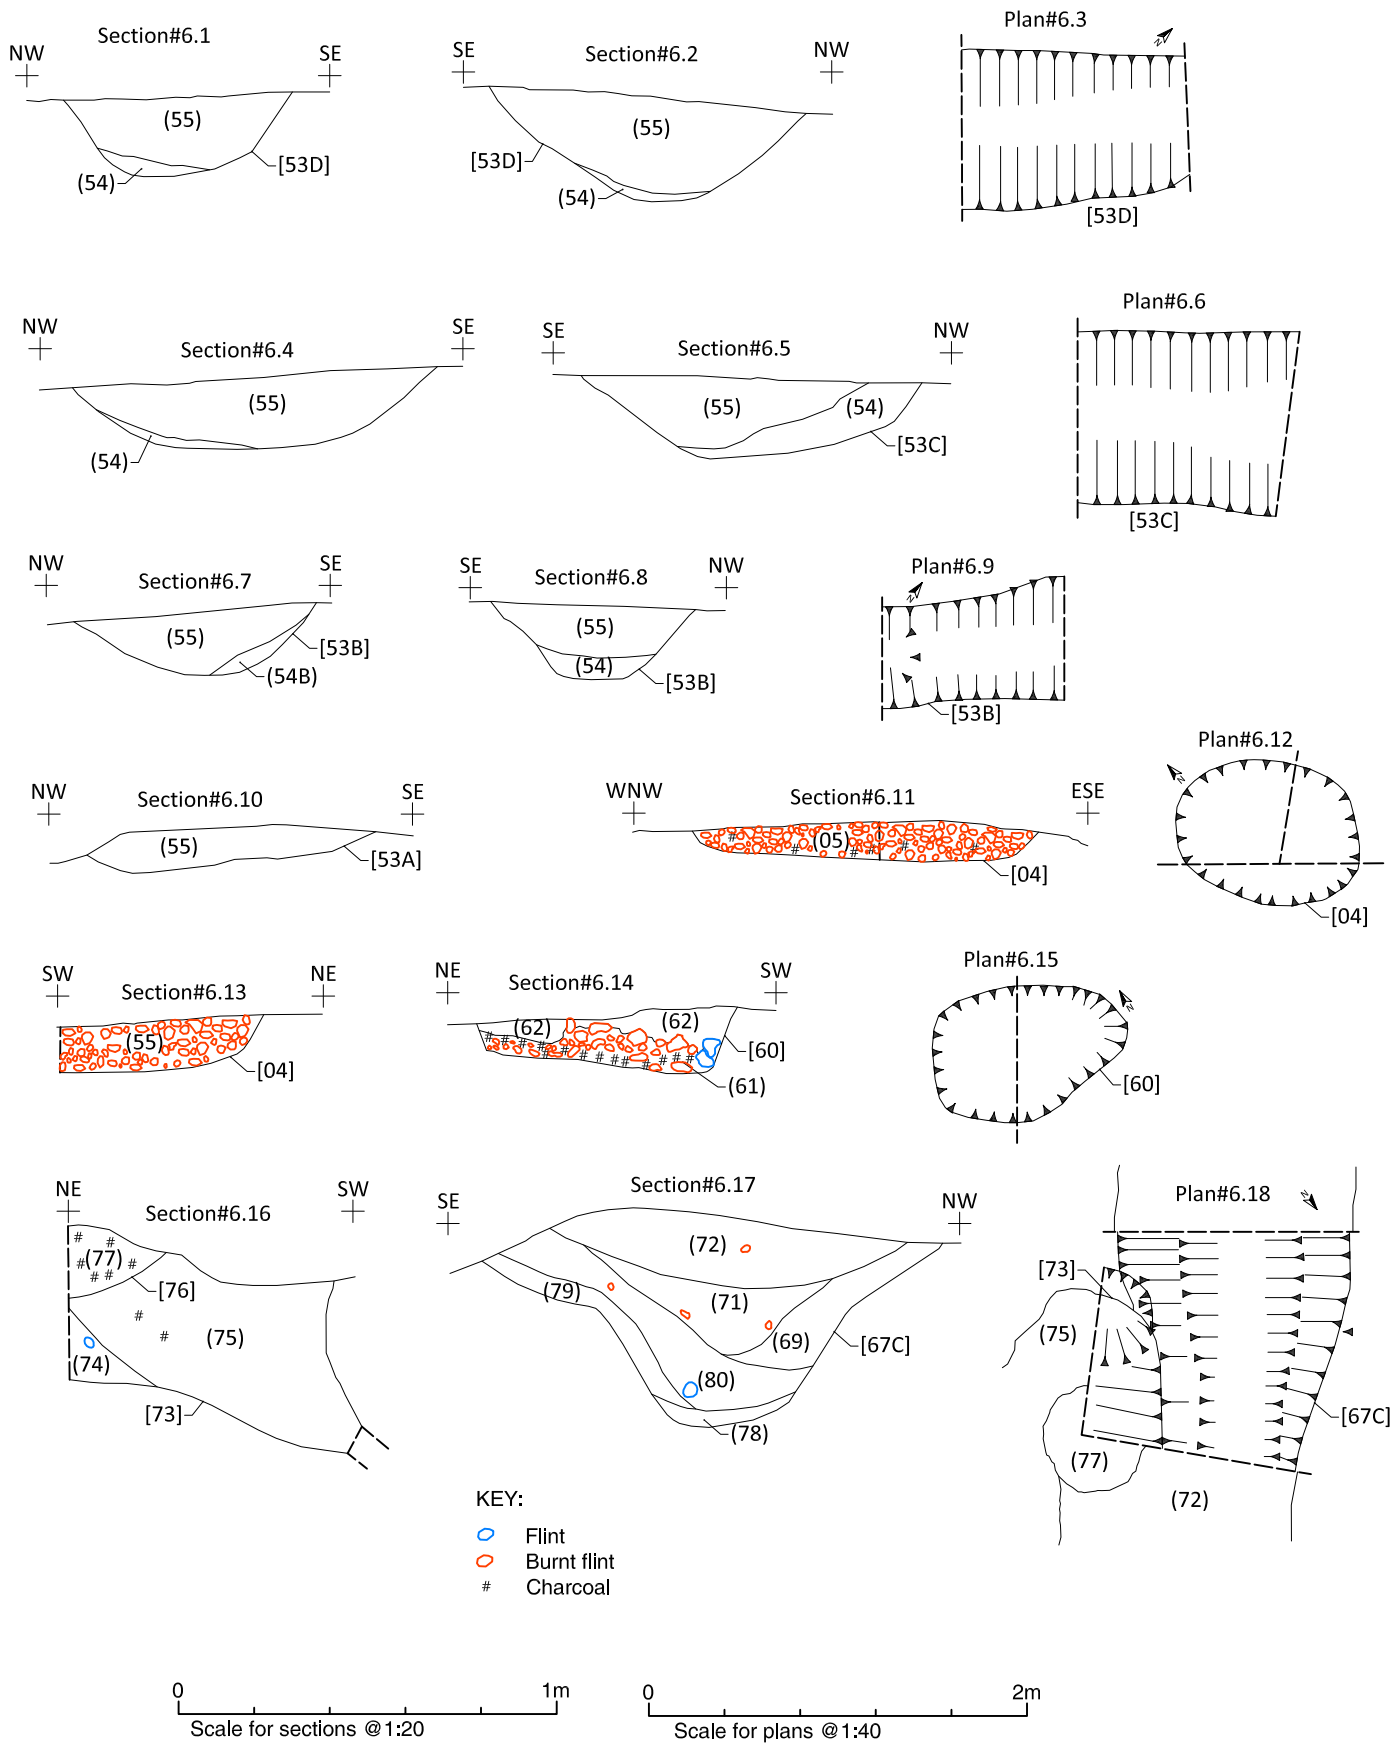 Section#6.1
NW
SE
(55)
(54)
[53D]
Section#6.2
SE
NW
(55)
[53D]
(54)
Plan#6.3
N
[53D]
Section#6.4
NW
SE
(55)
(54)
Section#6.5
SE
NW
(55)
(54)
[53C]
Plan#6.6
[53C]
Section#6.7
NW
SE
(55)
[53B]
(54B)
Section#6.8
SE
NW
(55)
(54)
[53B]
Plan#6.9
N
[53B]
Section#6.10
NW
SE
(55)
[53A]
Section#6.11
WNW
ESE
(05)
[04]
Plan#6.12
N
[04]
Section#6.13
SW
NE
(55)
[04]
Section#6.14
NE
SW
(62)
(62)
[60]
(61)
Plan#6.15
N
[60]
Section#6.16
NE
SW
(77)
[76]
(75)
(74)
[73]
Section#6.17
SE
NW
(72)
(79)
(71)
(69)
[67C]
(80)
(78)
Plan#6.18
N
[73]
(75)
[67C]
(77)
(72)
KEY:
Flint
Burnt flint
# Charcoal
0 1m
Scale for sections @1:20
0 2m
Scale for plans @1:40